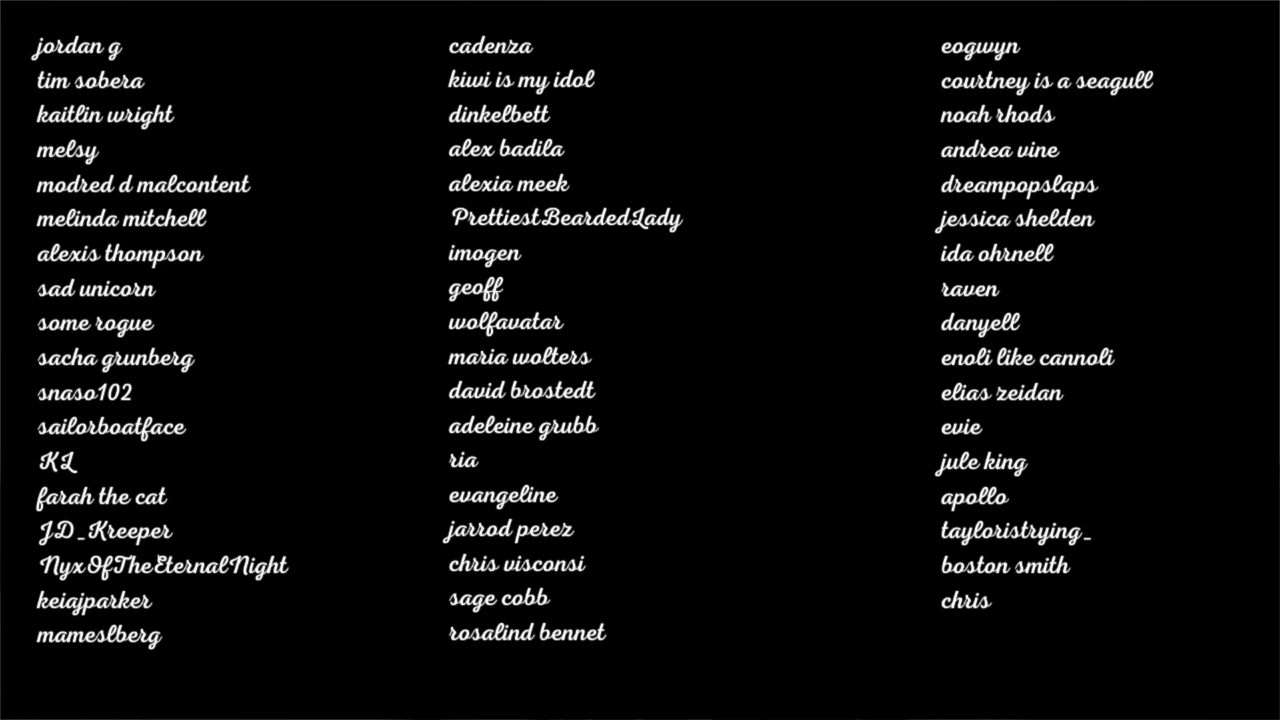 jordan g
tim sobera
kaitlin wright
melsy
modred d malcontent
melinda mitchell
alexis thompson
sad unicorn
some rogue
sacha grunberg
snaso102
sailorboatface
KL
farah the cat
JD_Kreeper
NyxOfTheEternalNight
keiajparker
mameslberg
cadenza
kiwi is my idol
dinkelbett
alex badila
alexia meek
PrettiestBeardedLady
imogen
geoff
wolfavatar
maria wolters
david brostedt
adeleine grubb
ria
evangeline
jarrod perez
chris visconsi
sage cobb
rosalind bennet
eogwyn
courtney is a seagull
noah rhods
andrea vine
dreampopslaps
jessica shelden
ida ohrnell
raven
danyell
enoli like cannoli
elias zeidan
evie
jule king
apollo
tayloristrying_
boston smith
chris